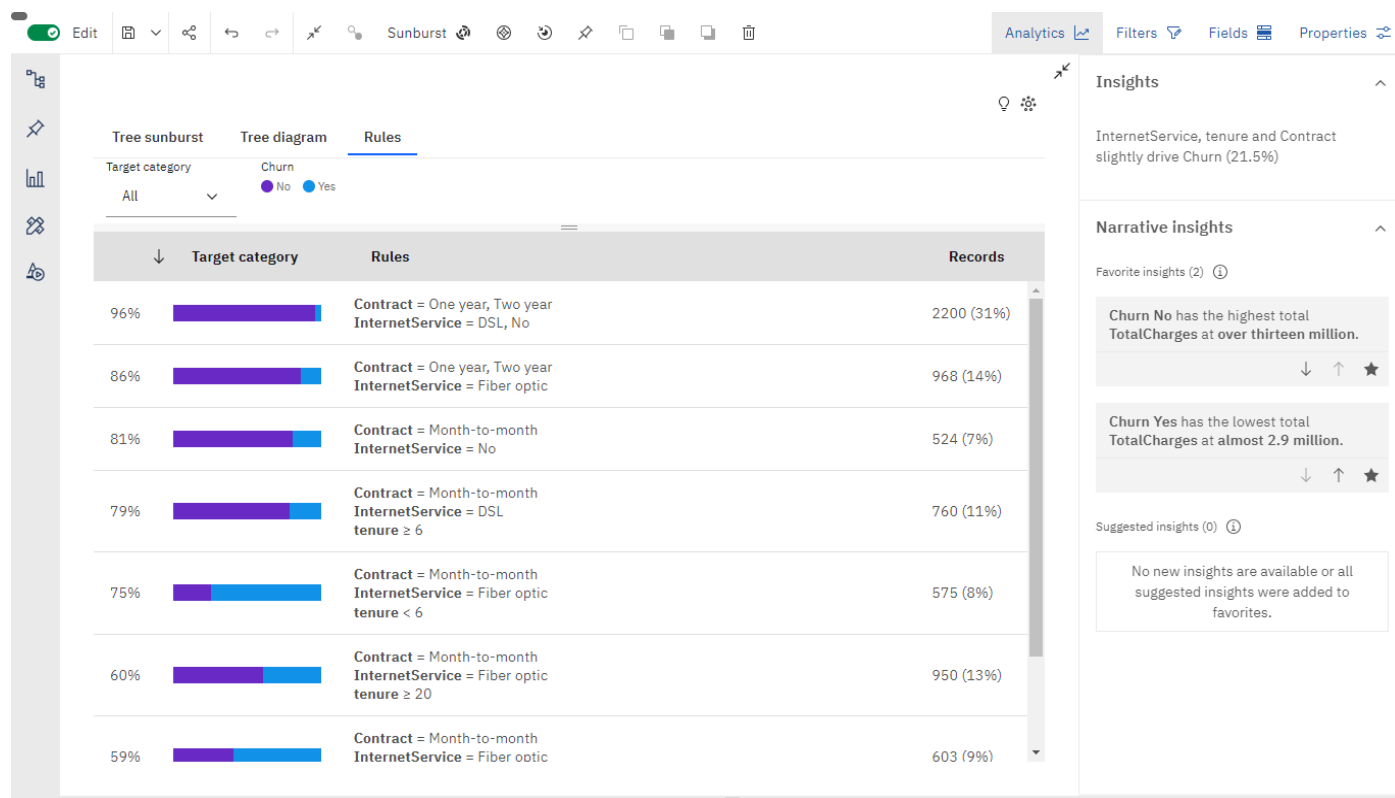 Edit
Sunburst
Analytics
Filters
Fields
Properties
Tree sunburst Tree diagram Rules
Target category
All
Churn
No Yes
Target category Rules Records
96%
Contract = One year, Two year
InternetService = DSL, No
2200 (31%)
86%
Contract = One year, Two year
InternetService = Fiber optic
968 (14%)
81%
Contract = Month-to-month
InternetService = No
524 (7%)
79%
Contract = Month-to-month
InternetService = DSL
tenure ≥ 6
760 (11%)
75%
Contract = Month-to-month
InternetService = Fiber optic
tenure < 6
575 (8%)
60%
Contract = Month-to-month
InternetService = Fiber optic
tenure ≥ 20
950 (13%)
59%
Contract = Month-to-month
InternetService = Fiber optic
603 (9%)
Insights
InternetService, tenure and Contract
slightly drive Churn (21.5%)
Narrative insights
Favorite insights (2)
Churn No has the highest total
TotalCharges at over thirteen million.
Churn Yes has the lowest total
TotalCharges at almost 2.9 million.
Suggested insights (0)
No new insights are available or all
suggested insights were added to
favorites.